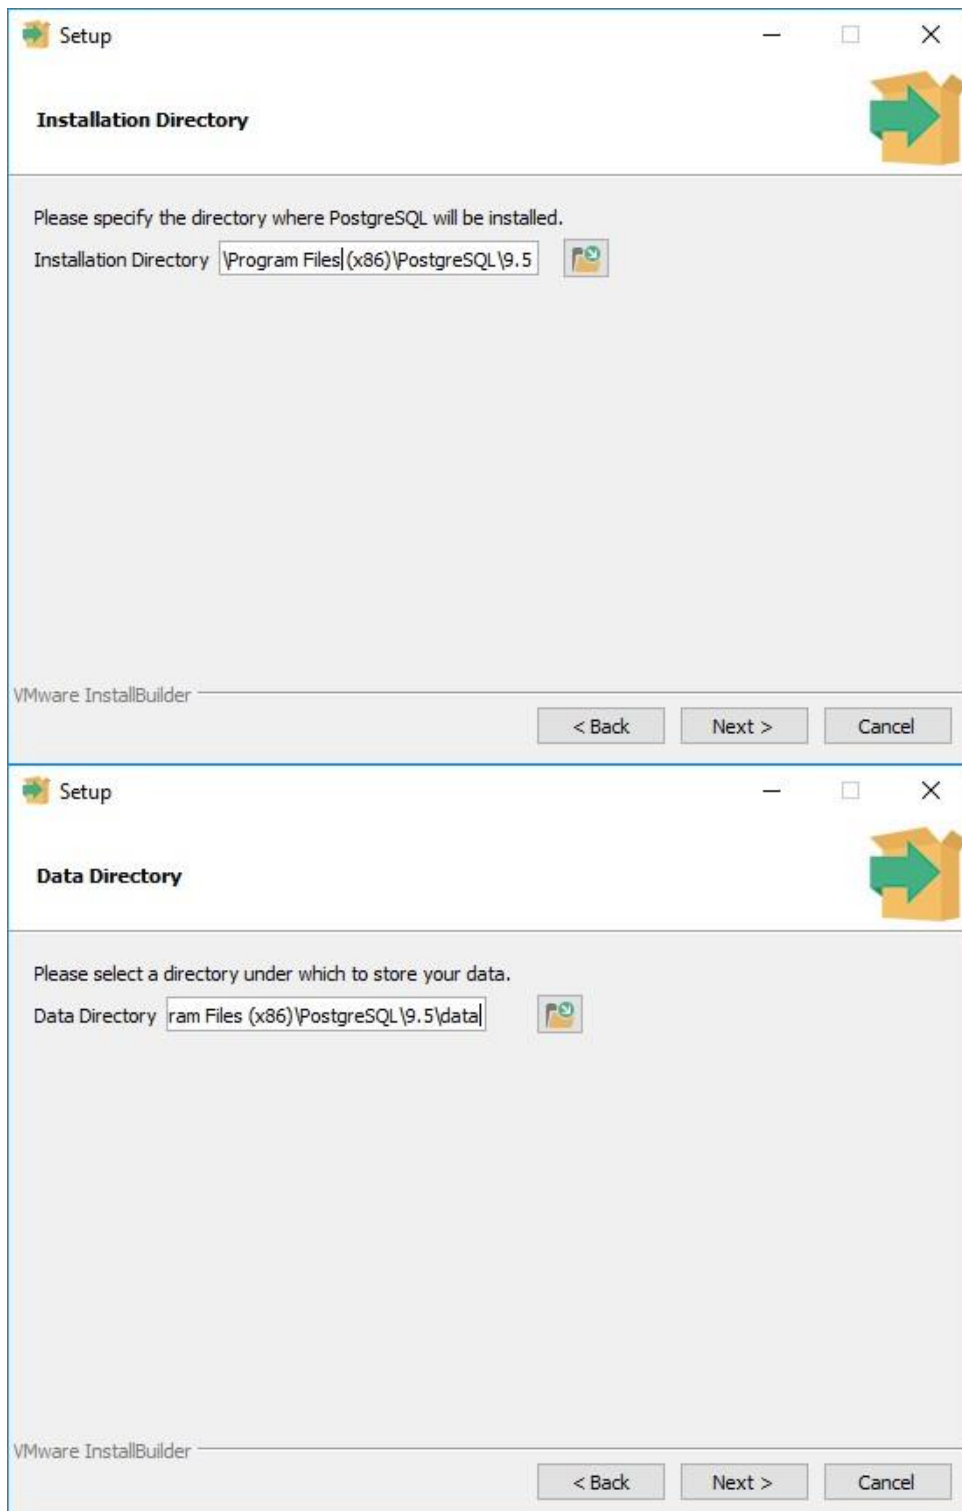 Setup
Installation Directory
Please specify the directory where PostgreSQL will be installed.
Installation Directory \Program Files (x86)\PostgreSQL\9.5
VMware InstallBuilder
< Back Next > Cancel
Setup
Data Directory
Please select a directory under which to store your data.
Data Directory ram Files (x86)\PostgreSQL\9.5\data
VMware InstallBuilder
< Back Next > Cancel